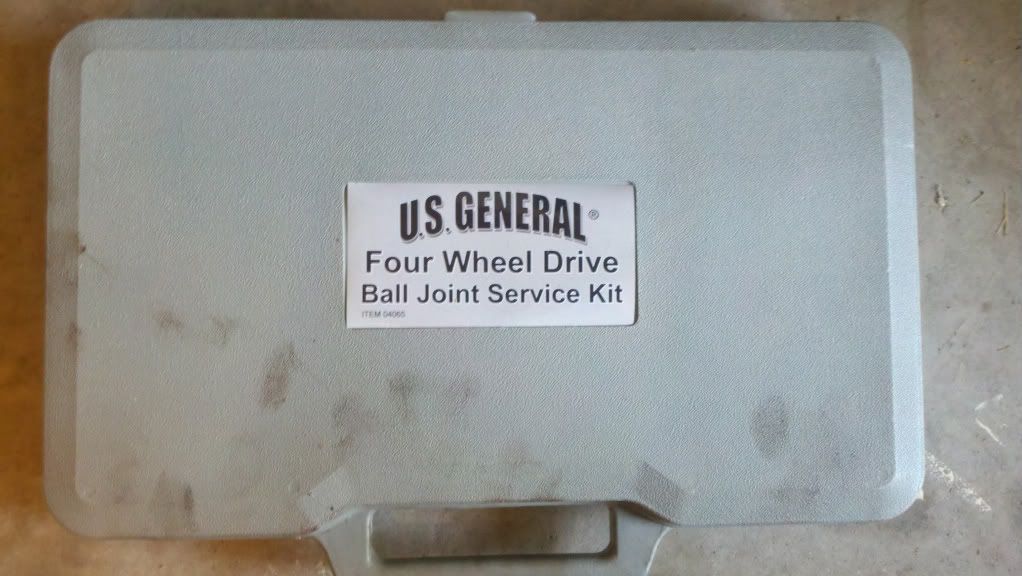 U.S. GENERAL®
Four Wheel Drive
Ball Joint Service Kit
ITEM 04065